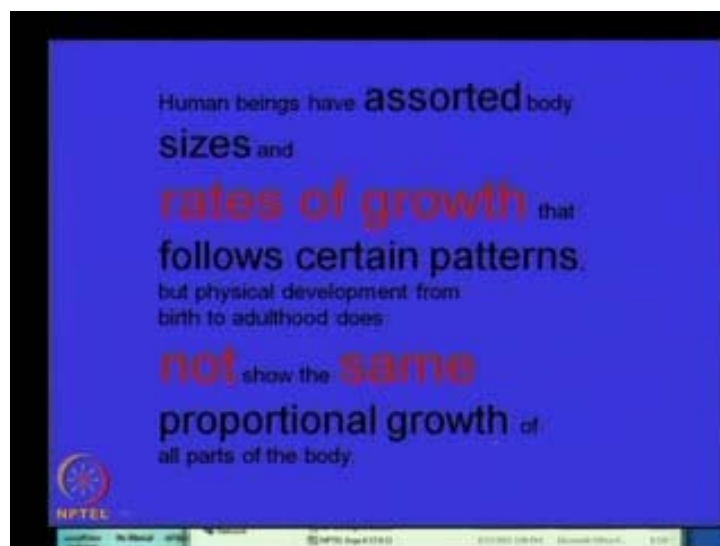 Human beings have assorted body
sizes and
rates of growth that
follows certain patterns,
but physical development from
birth to adulthood does
not show the same
proportional growth of
all parts of the body.
NPTEL